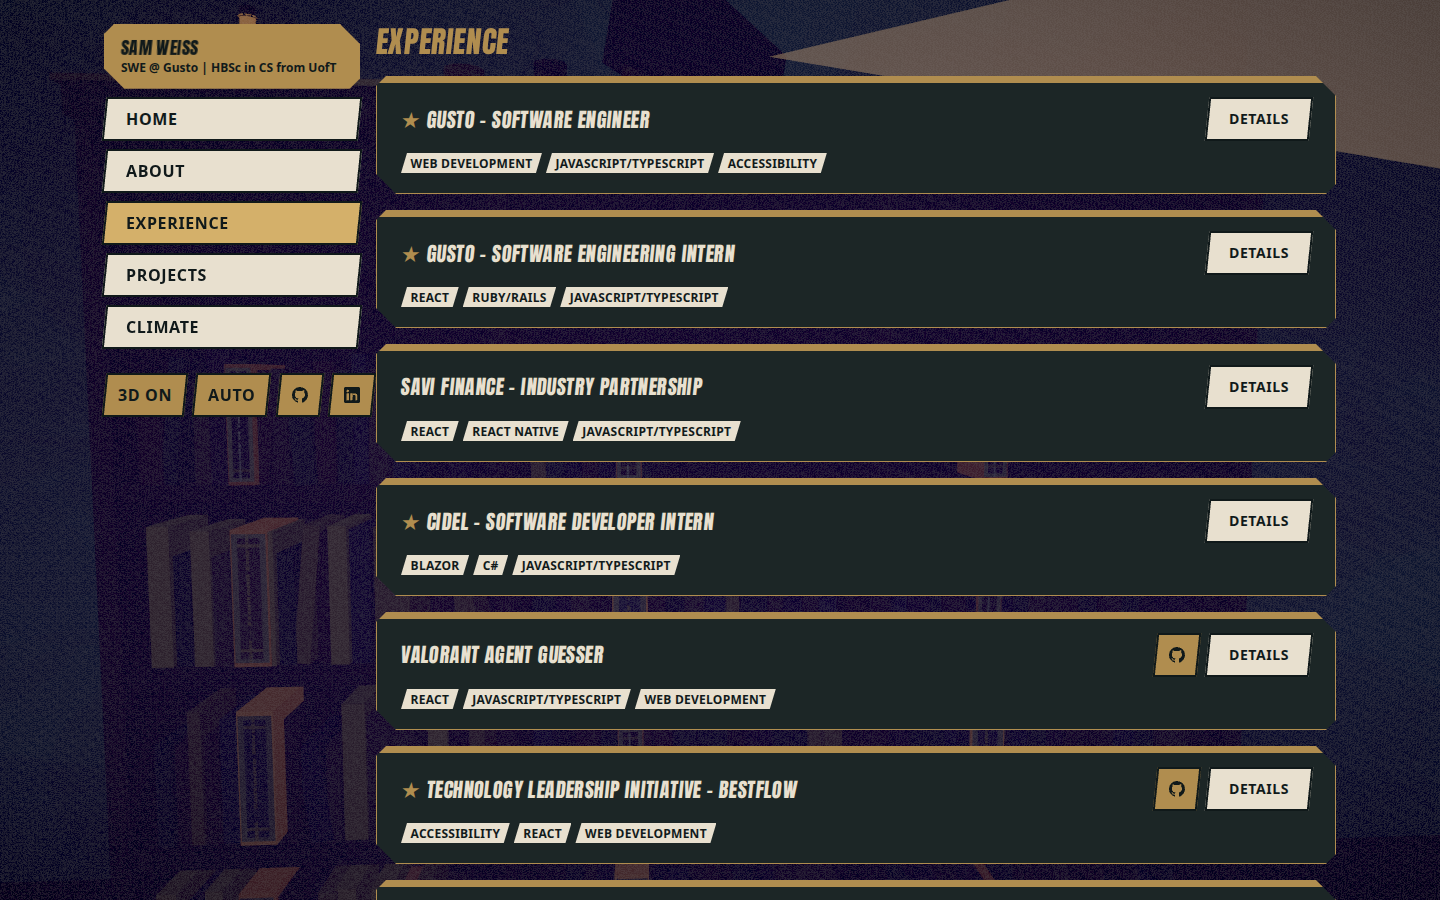 SAM WEISS
SWE @ Gusto | HBSc in CS from UofT
HOME
ABOUT
EXPERIENCE
PROJECTS
CLIMATE
3D ON
AUTO
EXPERIENCE
★ GUSTO - SOFTWARE ENGINEER
DETAILS
WEB DEVELOPMENT JAVASCRIPT/TYPESCRIPT ACCESSIBILITY
★ GUSTO - SOFTWARE ENGINEERING INTERN
DETAILS
REACT RUBY/RAILS JAVASCRIPT/TYPESCRIPT
SAVI FINANCE - INDUSTRY PARTNERSHIP
DETAILS
REACT REACT NATIVE JAVASCRIPT/TYPESCRIPT
★ CIDEL - SOFTWARE DEVELOPER INTERN
DETAILS
BLAZOR C# JAVASCRIPT/TYPESCRIPT
VALORANT AGENT GUESSER
DETAILS
REACT JAVASCRIPT/TYPESCRIPT WEB DEVELOPMENT
★ TECHNOLOGY LEADERSHIP INITIATIVE - BESTFLOW
DETAILS
ACCESSIBILITY REACT WEB DEVELOPMENT